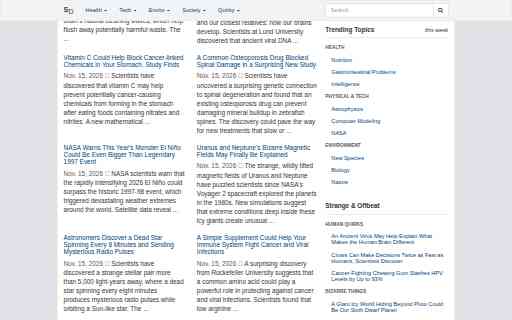 SD
Health
Tech
Enviro
Society
Quirky
Search
flush away potentially harmful waste. The
...
and our closest relatives: how our brains
develop. Scientists at Lund University
discovered that ancient viral DNA ...
Vitamin C Could Help Block Cancer-linked
Chemicals in Your Stomach, Study Finds
Nov. 15, 2026 — Scientists have
discovered that vitamin C may help
prevent potentially cancer-causing
chemicals from forming in the stomach
after eating foods containing nitrates and
nitrites. A new mathematical ...
A Common Osteoporosis Drug Blocked
Spinal Damage in a Surprising New Study
Nov. 15, 2026 — Scientists have
uncovered a surprising genetic connection
to spinal degeneration and found that an
existing osteoporosis drug can prevent
damaging mineral buildup in zebrafish
spines. The discovery could pave the way
for new treatments that slow or ...
NASA Warns This Year's Monster El Niño
Could Be Even Bigger Than Legendary
1997 Event
Nov. 15, 2026 — NASA scientists warn that
the rapidly intensifying 2026 El Niño could
surpass the historic 1997-98 event, which
triggered devastating weather extremes
around the world. Satellite data reveal ...
Uranus and Neptune's Bizarre Magnetic
Fields May Finally Be Explained
Nov. 15, 2026 — The strange, wildly tilted
magnetic fields of Uranus and Neptune
have puzzled scientists since NASA's
Voyager 2 spacecraft explored the planets
in the 1980s. New simulations suggest
that extreme conditions deep inside these
icy giants create unusual ...
Astronomers Discover a Dead Star
Spinning Every 8 Minutes and Sending
Mysterious Radio Pulses
Nov. 15, 2026 — Scientists have
discovered a strange stellar pair more
than 5,000 light-years away, where a dead
star spinning every eight minutes
produces mysterious radio pulses while
orbiting a Sun-like star. The ...
A Simple Supplement Could Help Your
Immune System Fight Cancer and Viral
Infections
Nov. 15, 2026 — A surprising discovery
from Rockefeller University suggests that
a common amino acid could play a
powerful role in protecting against cancer
and viral infections. Scientists found that
low arginine ...
Trending Topics
this week
HEALTH
Nutrition
Gastrointestinal Problems
Intelligence
PHYSICAL & TECH
Astrophysics
Computer Modeling
NASA
ENVIRONMENT
New Species
Biology
Nature
Strange & Offbeat
HUMAN QUIRKS
An Ancient Virus May Help Explain What
Makes the Human Brain Different
Crows Can Make Decisions Twice as Fast as
Humans, Scientists Discover
Cancer-Fighting Chewing Gum Slashes HPV
Levels by Up to 93%
BIZARRE THINGS
A Giant Icy World Hiding Beyond Pluto Could
Be Our Sixth Dwarf Planet